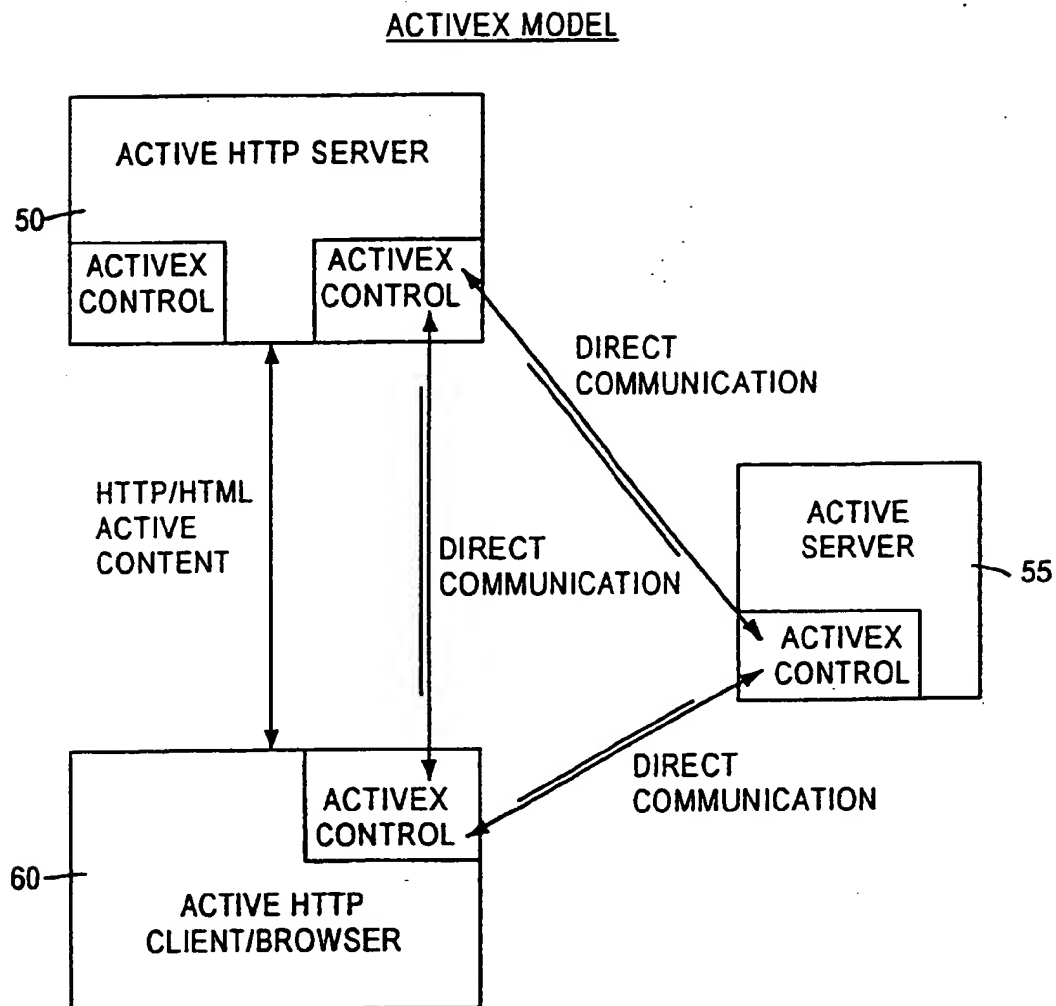 ACTIVEX MODEL
ACTIVE HTTP SERVER
50
ACTIVEX
CONTROL
ACTIVEX
CONTROL
DIRECT
COMMUNICATION
HTTP/HTML
ACTIVE
CONTENT
DIRECT
COMMUNICATION
ACTIVE
SERVER
55
ACTIVEX
CONTROL
DIRECT
COMMUNICATION
ACTIVEX
CONTROL
60
ACTIVE HTTP
CLIENT/BROWSER